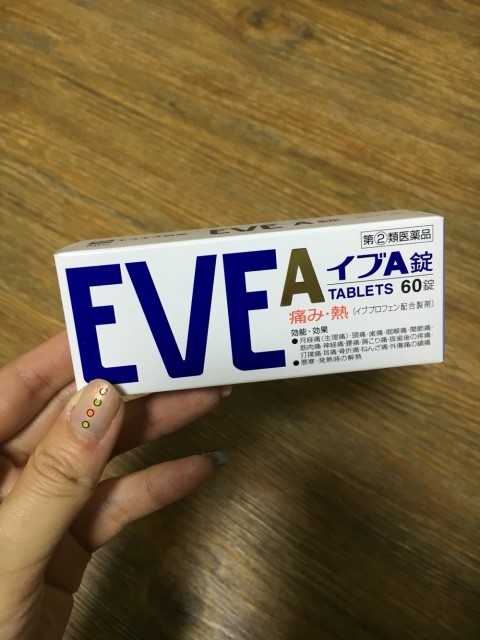 EVE A 錠
第②類医薬品
EVE A イブA錠
TABLETS 60錠
痛み・熱 (イブプロフェン配合製剤)
効能・効果
●月経痛(生理痛)・頭痛・歯痛・咽喉痛・関節痛・
筋肉痛・神経痛・腰痛・肩こり痛・抜歯後の疼痛・
打撲痛・耳痛・骨折痛・ねんざ痛・外傷痛の鎮痛
●悪寒・発熱時の解熱